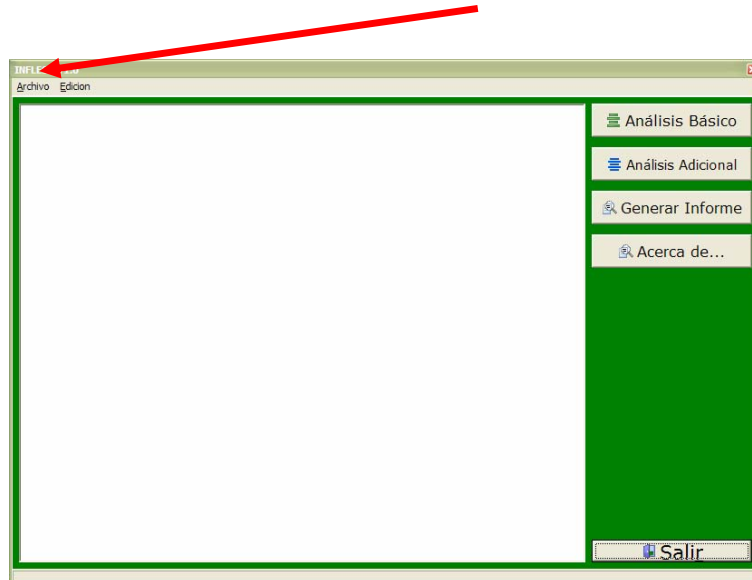 Archivo Edicion
Análisis Básico
Análisis Adicional
Generar Informe
Acerca de...
Salir